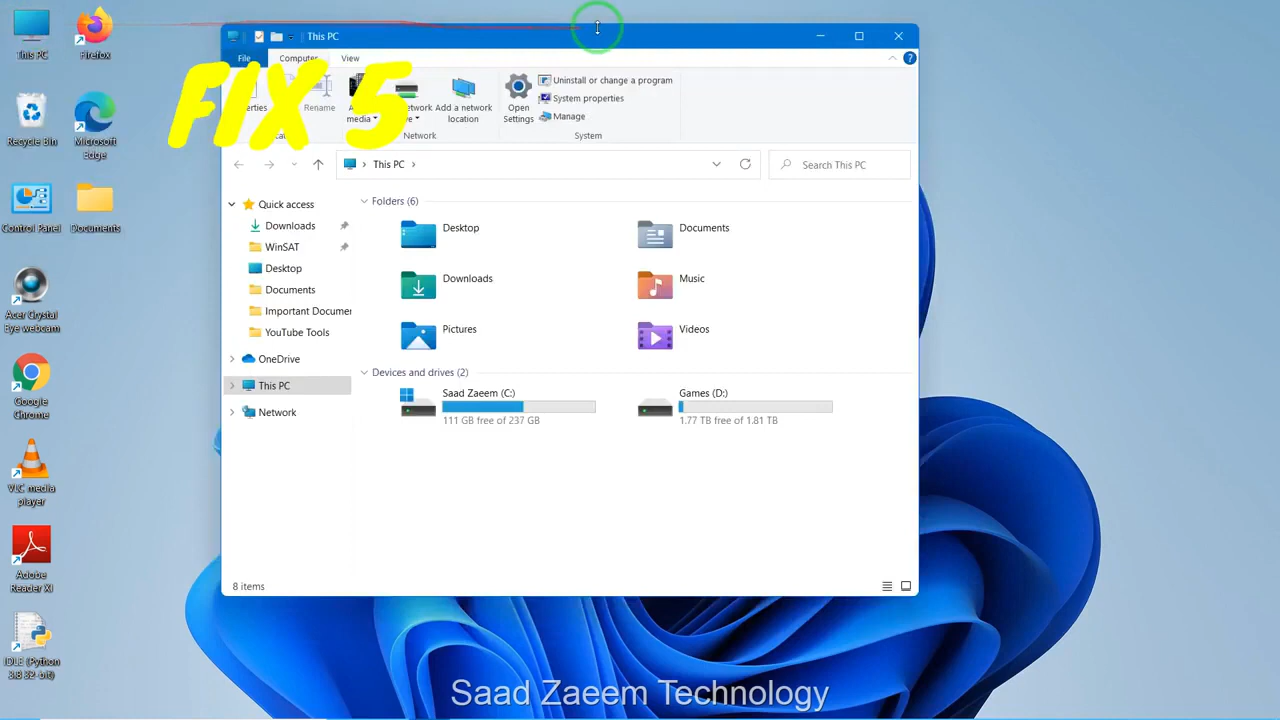 This PC
Firefox
Recycle Bin
Microsoft
Edge
Control Panel
Documents
Acer Crystal
Eye webcam
Google
Chrome
VLC media
player
Adobe
Reader XI
IDLE (Python
3.8 32-bit)
FIX 5
This PC
File
Computer
View
Rename
media
Add a network
location
Network
Open
Settings
Uninstall or change a program
System properties
Manage
System
This PC
Search This PC
Quick access
Downloads
WinSAT
Desktop
Documents
Important Documer
YouTube Tools
OneDrive
This PC
Network
Folders (6)
Desktop
Documents
Downloads
Music
Pictures
Videos
Devices and drives (2)
Saad Zaeem (C:)
111 GB free of 237 GB
Games (D:)
1.77 TB free of 1.81 TB
8 items
Saad Zaeem Technology